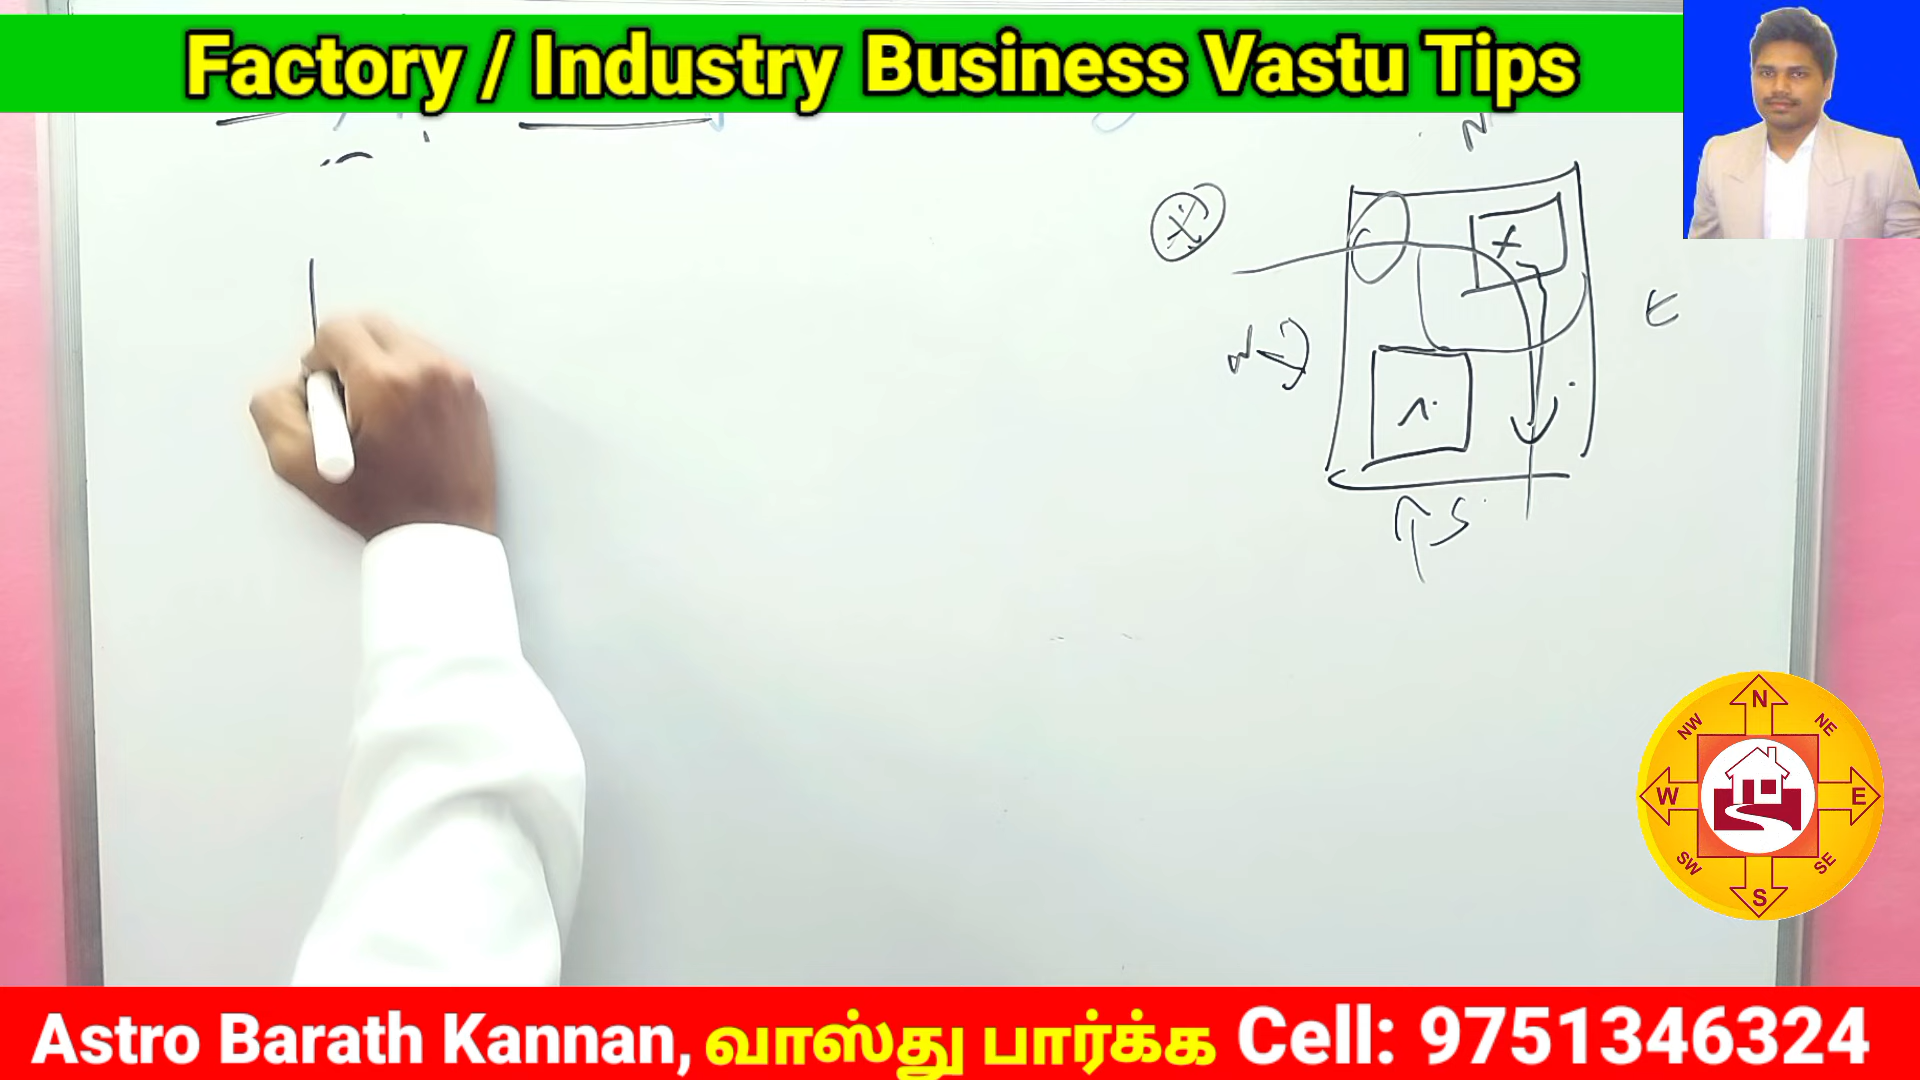 Factory / Industry Business Vastu Tips
N
X
X
E
S
N
NW
NE
W
E
SW
SE
S
Astro Barath Kannan, வாஸ்து பார்க்க Cell: 9751346324